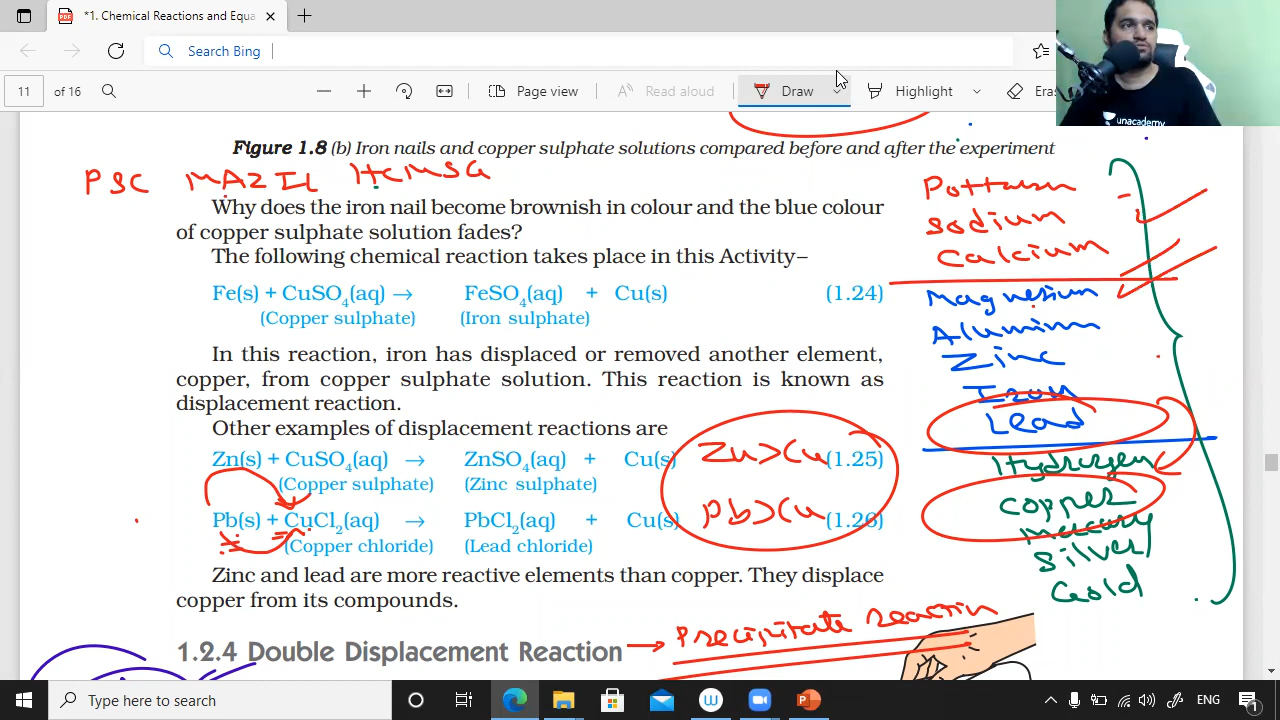 *1. Chemical Reactions and Equa
Search Bing
11 of 16
Page view
Read aloud
Draw
Highlight
Eras
unacademy
Figure 1.8 (b) Iron nails and copper sulphate solutions compared before and after the experiment
PSC MAZIL HCMSG
Why does the iron nail become brownish in colour and the blue colour
of copper sulphate solution fades?
The following chemical reaction takes place in this Activity–
Fe(s) + CuSO₄(aq) → FeSO₄(aq) + Cu(s) (1.24)
(Copper sulphate) (Iron sulphate)
In this reaction, iron has displaced or removed another element,
copper, from copper sulphate solution. This reaction is known as
displacement reaction.
Other examples of displacement reactions are
Zn(s) + CuSO₄(aq) → ZnSO₄(aq) + Cu(s) (1.25)
(Copper sulphate) (Zinc sulphate)
Pb(s) + CuCl₂(aq) → PbCl₂(aq) + Cu(s) (1.26)
(Copper chloride) (Lead chloride)
Zinc and lead are more reactive elements than copper. They displace
copper from its compounds.
Zn>Cu
Pb>Cu
Sodium
Calcium
Magnesium
Zinc
Iron
Lead
Hydrogen
copper
mercury
silver
Gold
1.2.4 Double Displacement Reaction → Precipitate reaction
Type here to search
ENG
1